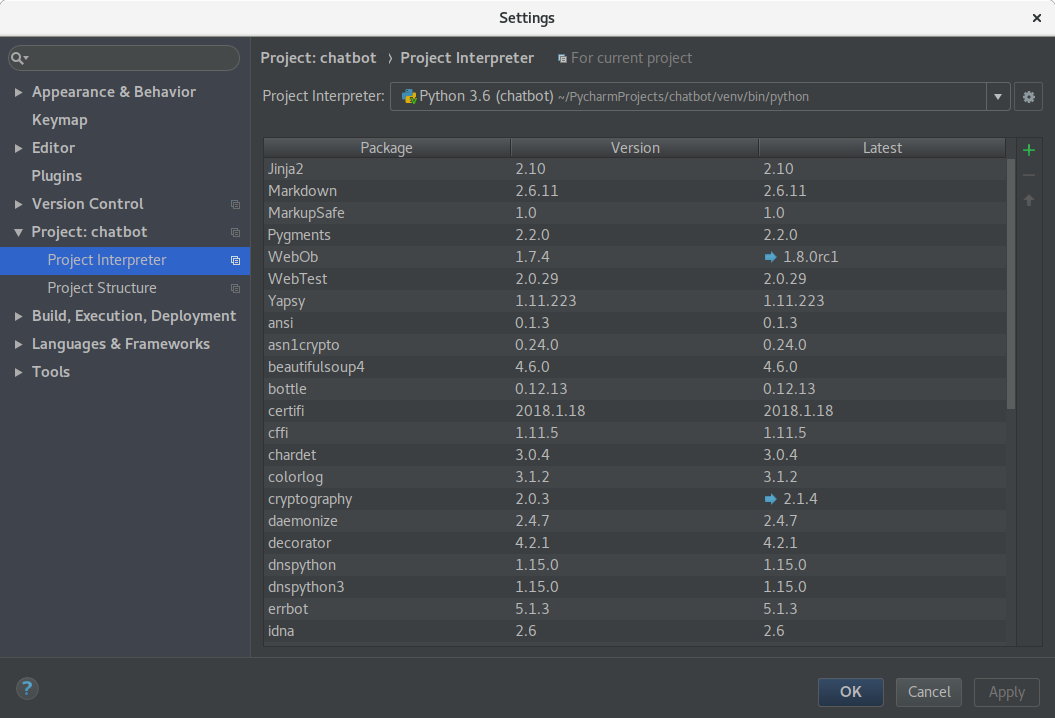 Settings
Project: chatbot › Project Interpreter For current project
Appearance & Behavior
Keymap
Editor
Plugins
Version Control
Project: chatbot
Project Interpreter
Project Structure
Build, Execution, Deployment
Languages & Frameworks
Tools
Project Interpreter: Python 3.6 (chatbot) ~/PycharmProjects/chatbot/venv/bin/python
Package Version Latest
Jinja2 2.10 2.10
Markdown 2.6.11 2.6.11
MarkupSafe 1.0 1.0
Pygments 2.2.0 2.2.0
WebOb 1.7.4 1.8.0rc1
WebTest 2.0.29 2.0.29
Yapsy 1.11.223 1.11.223
ansi 0.1.3 0.1.3
asn1crypto 0.24.0 0.24.0
beautifulsoup4 4.6.0 4.6.0
bottle 0.12.13 0.12.13
certifi 2018.1.18 2018.1.18
cffi 1.11.5 1.11.5
chardet 3.0.4 3.0.4
colorlog 3.1.2 3.1.2
cryptography 2.0.3 2.1.4
daemonize 2.4.7 2.4.7
decorator 4.2.1 4.2.1
dnspython 1.15.0 1.15.0
dnspython3 1.15.0 1.15.0
errbot 5.1.3 5.1.3
idna 2.6 2.6
? OK Cancel Apply